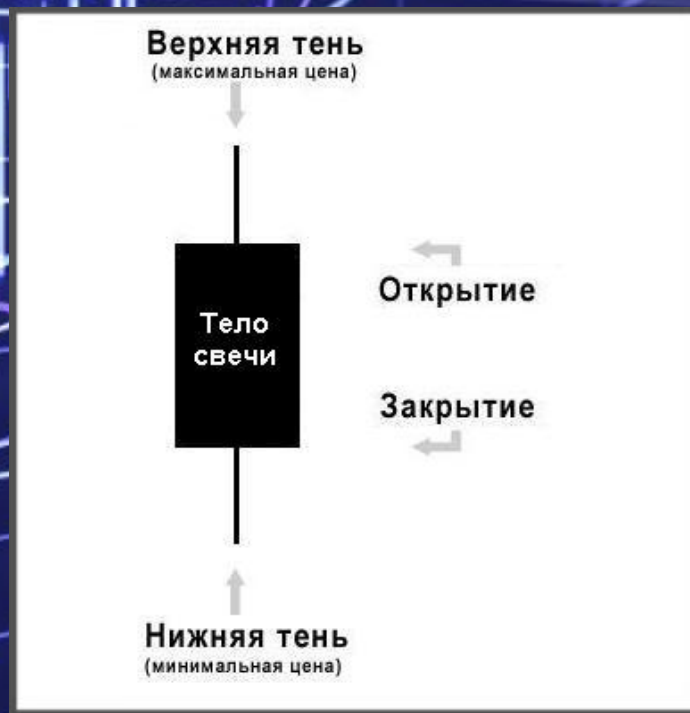 Верхняя тень
(максимальная цена)
Открытие
Тело
свечи
Закрытие
Нижняя тень
(минимальная цена)